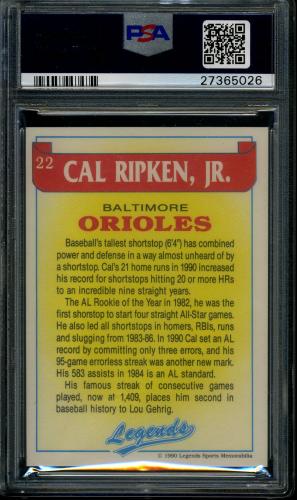 PSA
27365026
22 CAL RIPKEN, JR.
BALTIMORE
ORIOLES
Baseball's tallest shortstop (6'4") has combined
power and defense in a way almost unheard of by
a shortstop. Cal's 21 home runs in 1990 increased
his record for shortstops hitting 20 or more HRs
to an incredible nine straight years.
The AL Rookie of the Year in 1982, he was the
first shorstop to start four straight All-Star games.
He also led all shortstops in homers, RBIs, runs
and slugging from 1983-86. In 1990 Cal set an AL
record by committing only three errors, and his
95-game errorless streak was another new mark.
His 583 assists in 1984 is an AL standard.
His famous streak of consecutive games
played, now at 1,409, places him second in
baseball history to Lou Gehrig.
Legends
© 1990 Legends Sports Memorabilia